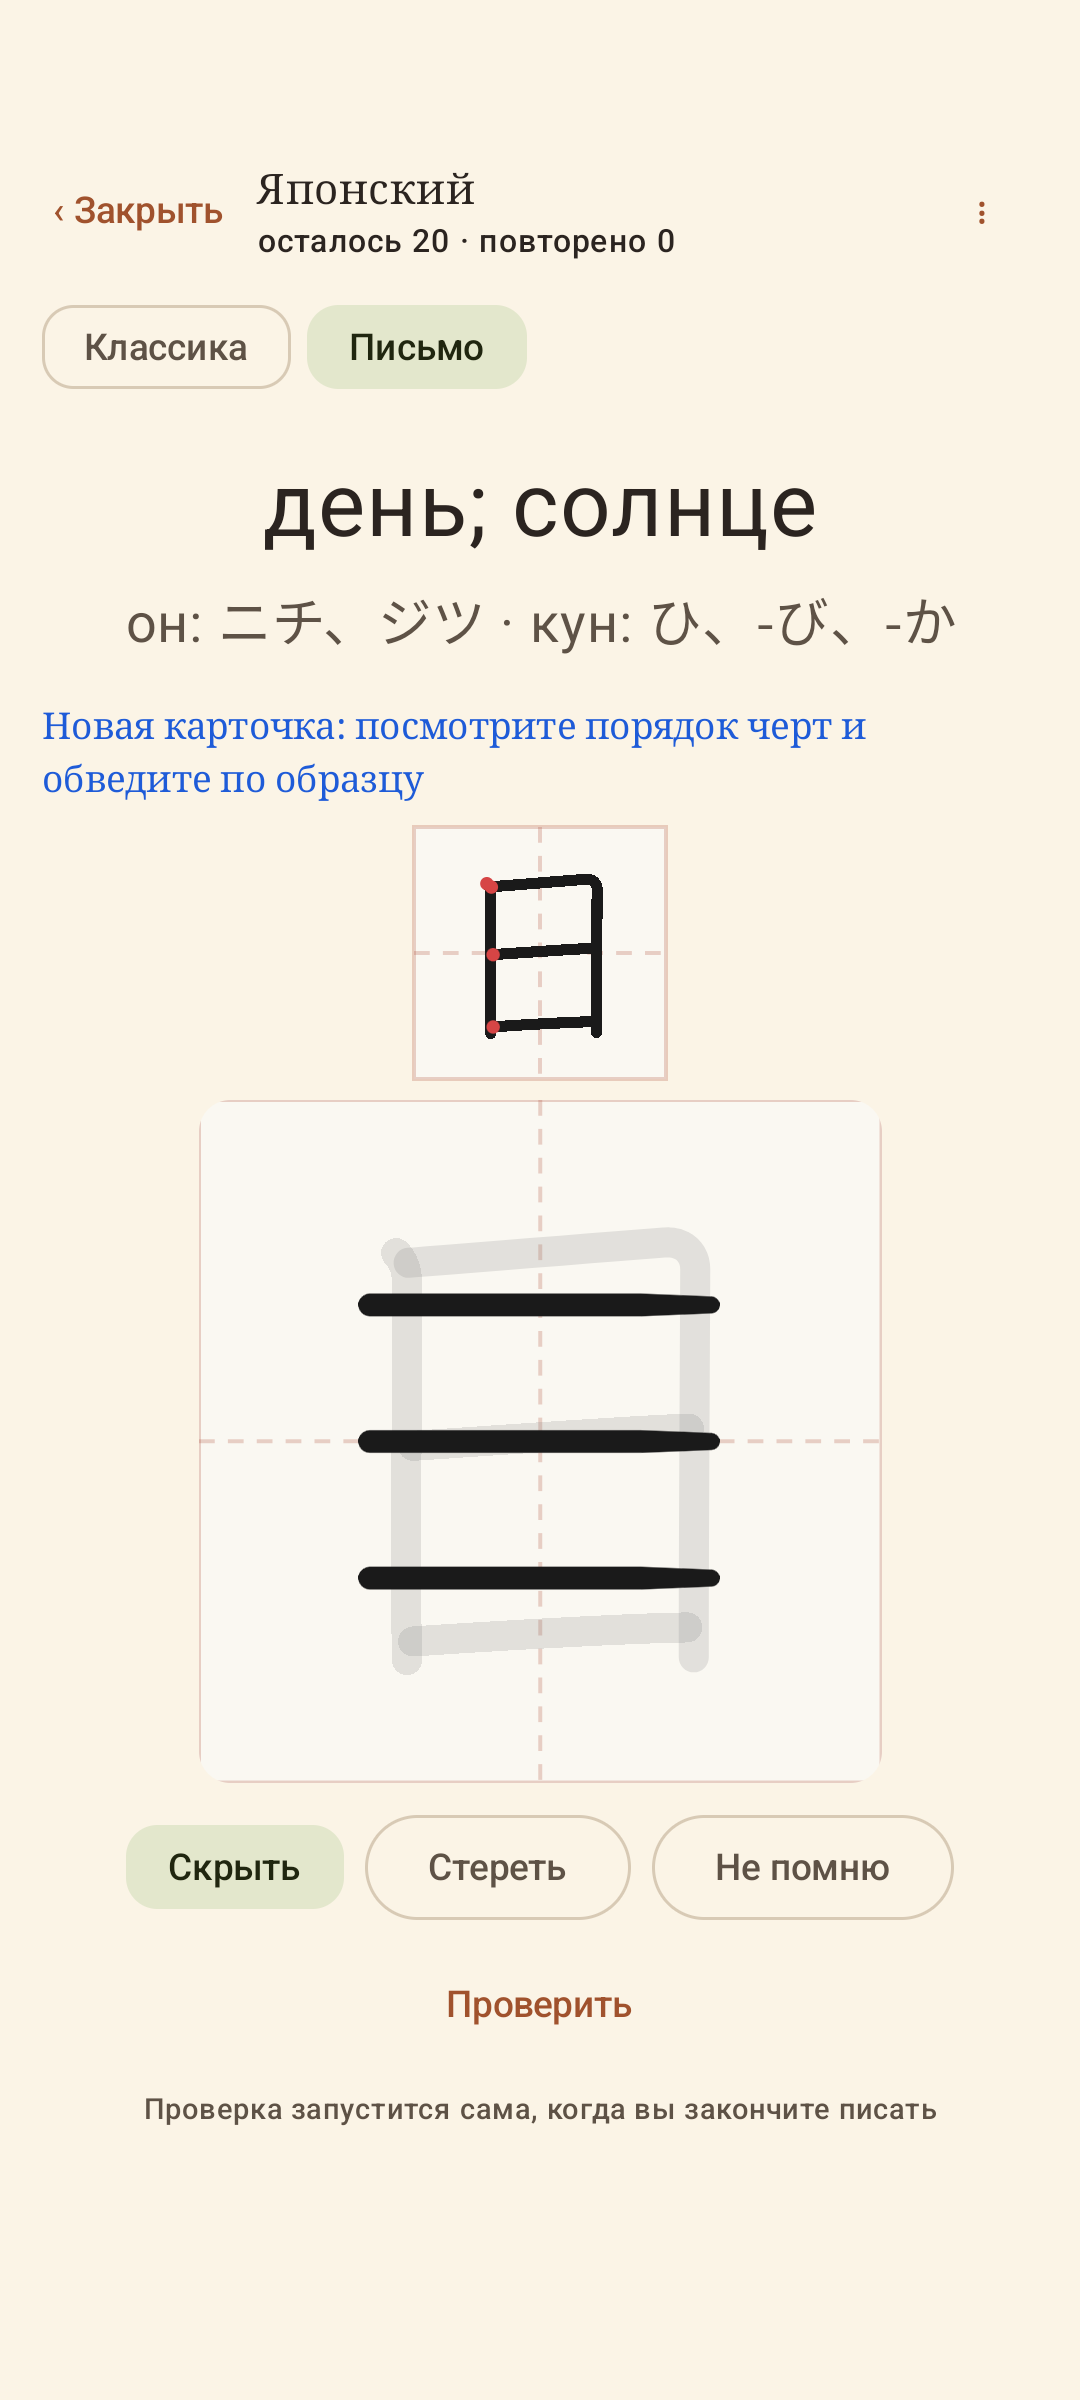 ‹ Закрыть
Японский
осталось 20 · повторено 0
Классика
Письмо
день; солнце
он: ニチ、ジツ · кун: ひ、-び、-か
Новая карточка: посмотрите порядок черт и
обведите по образцу
日
Скрыть
Стереть
Не помню
Проверить
Проверка запустится сама, когда вы закончите писать